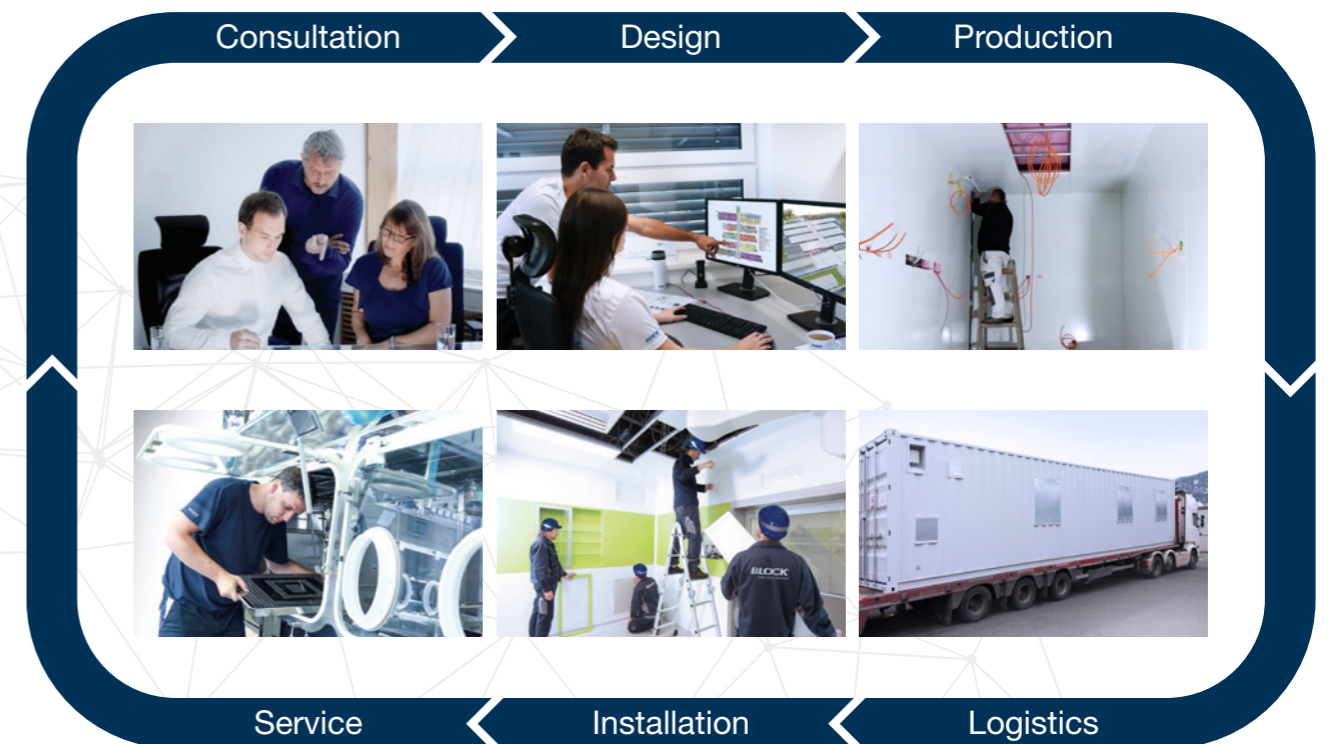 Consultation
Design
Production
BLOCK
Service
Installation
Logistics